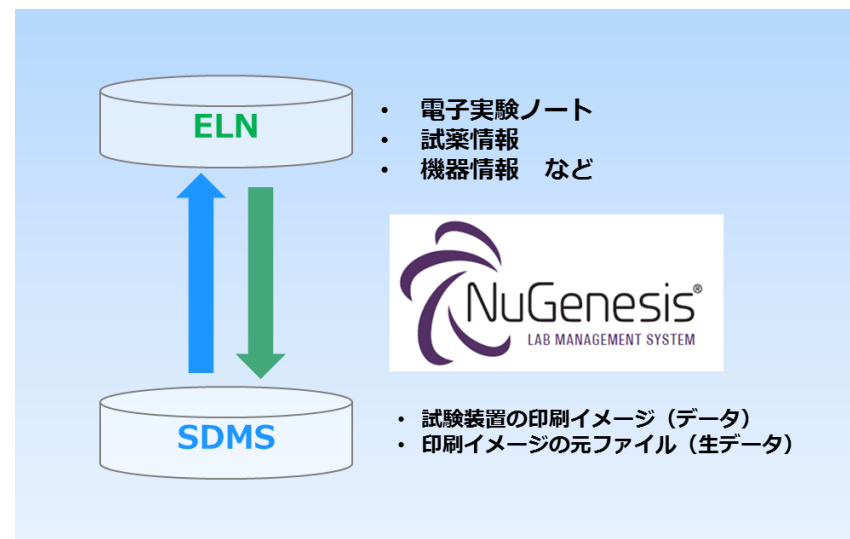 ELN
・ 電子実験ノート
・ 試薬情報
・ 機器情報　など
NuGenesis®
LAB MANAGEMENT SYSTEM
SDMS
・ 試験装置の印刷イメージ（データ）
・ 印刷イメージの元ファイル（生データ）